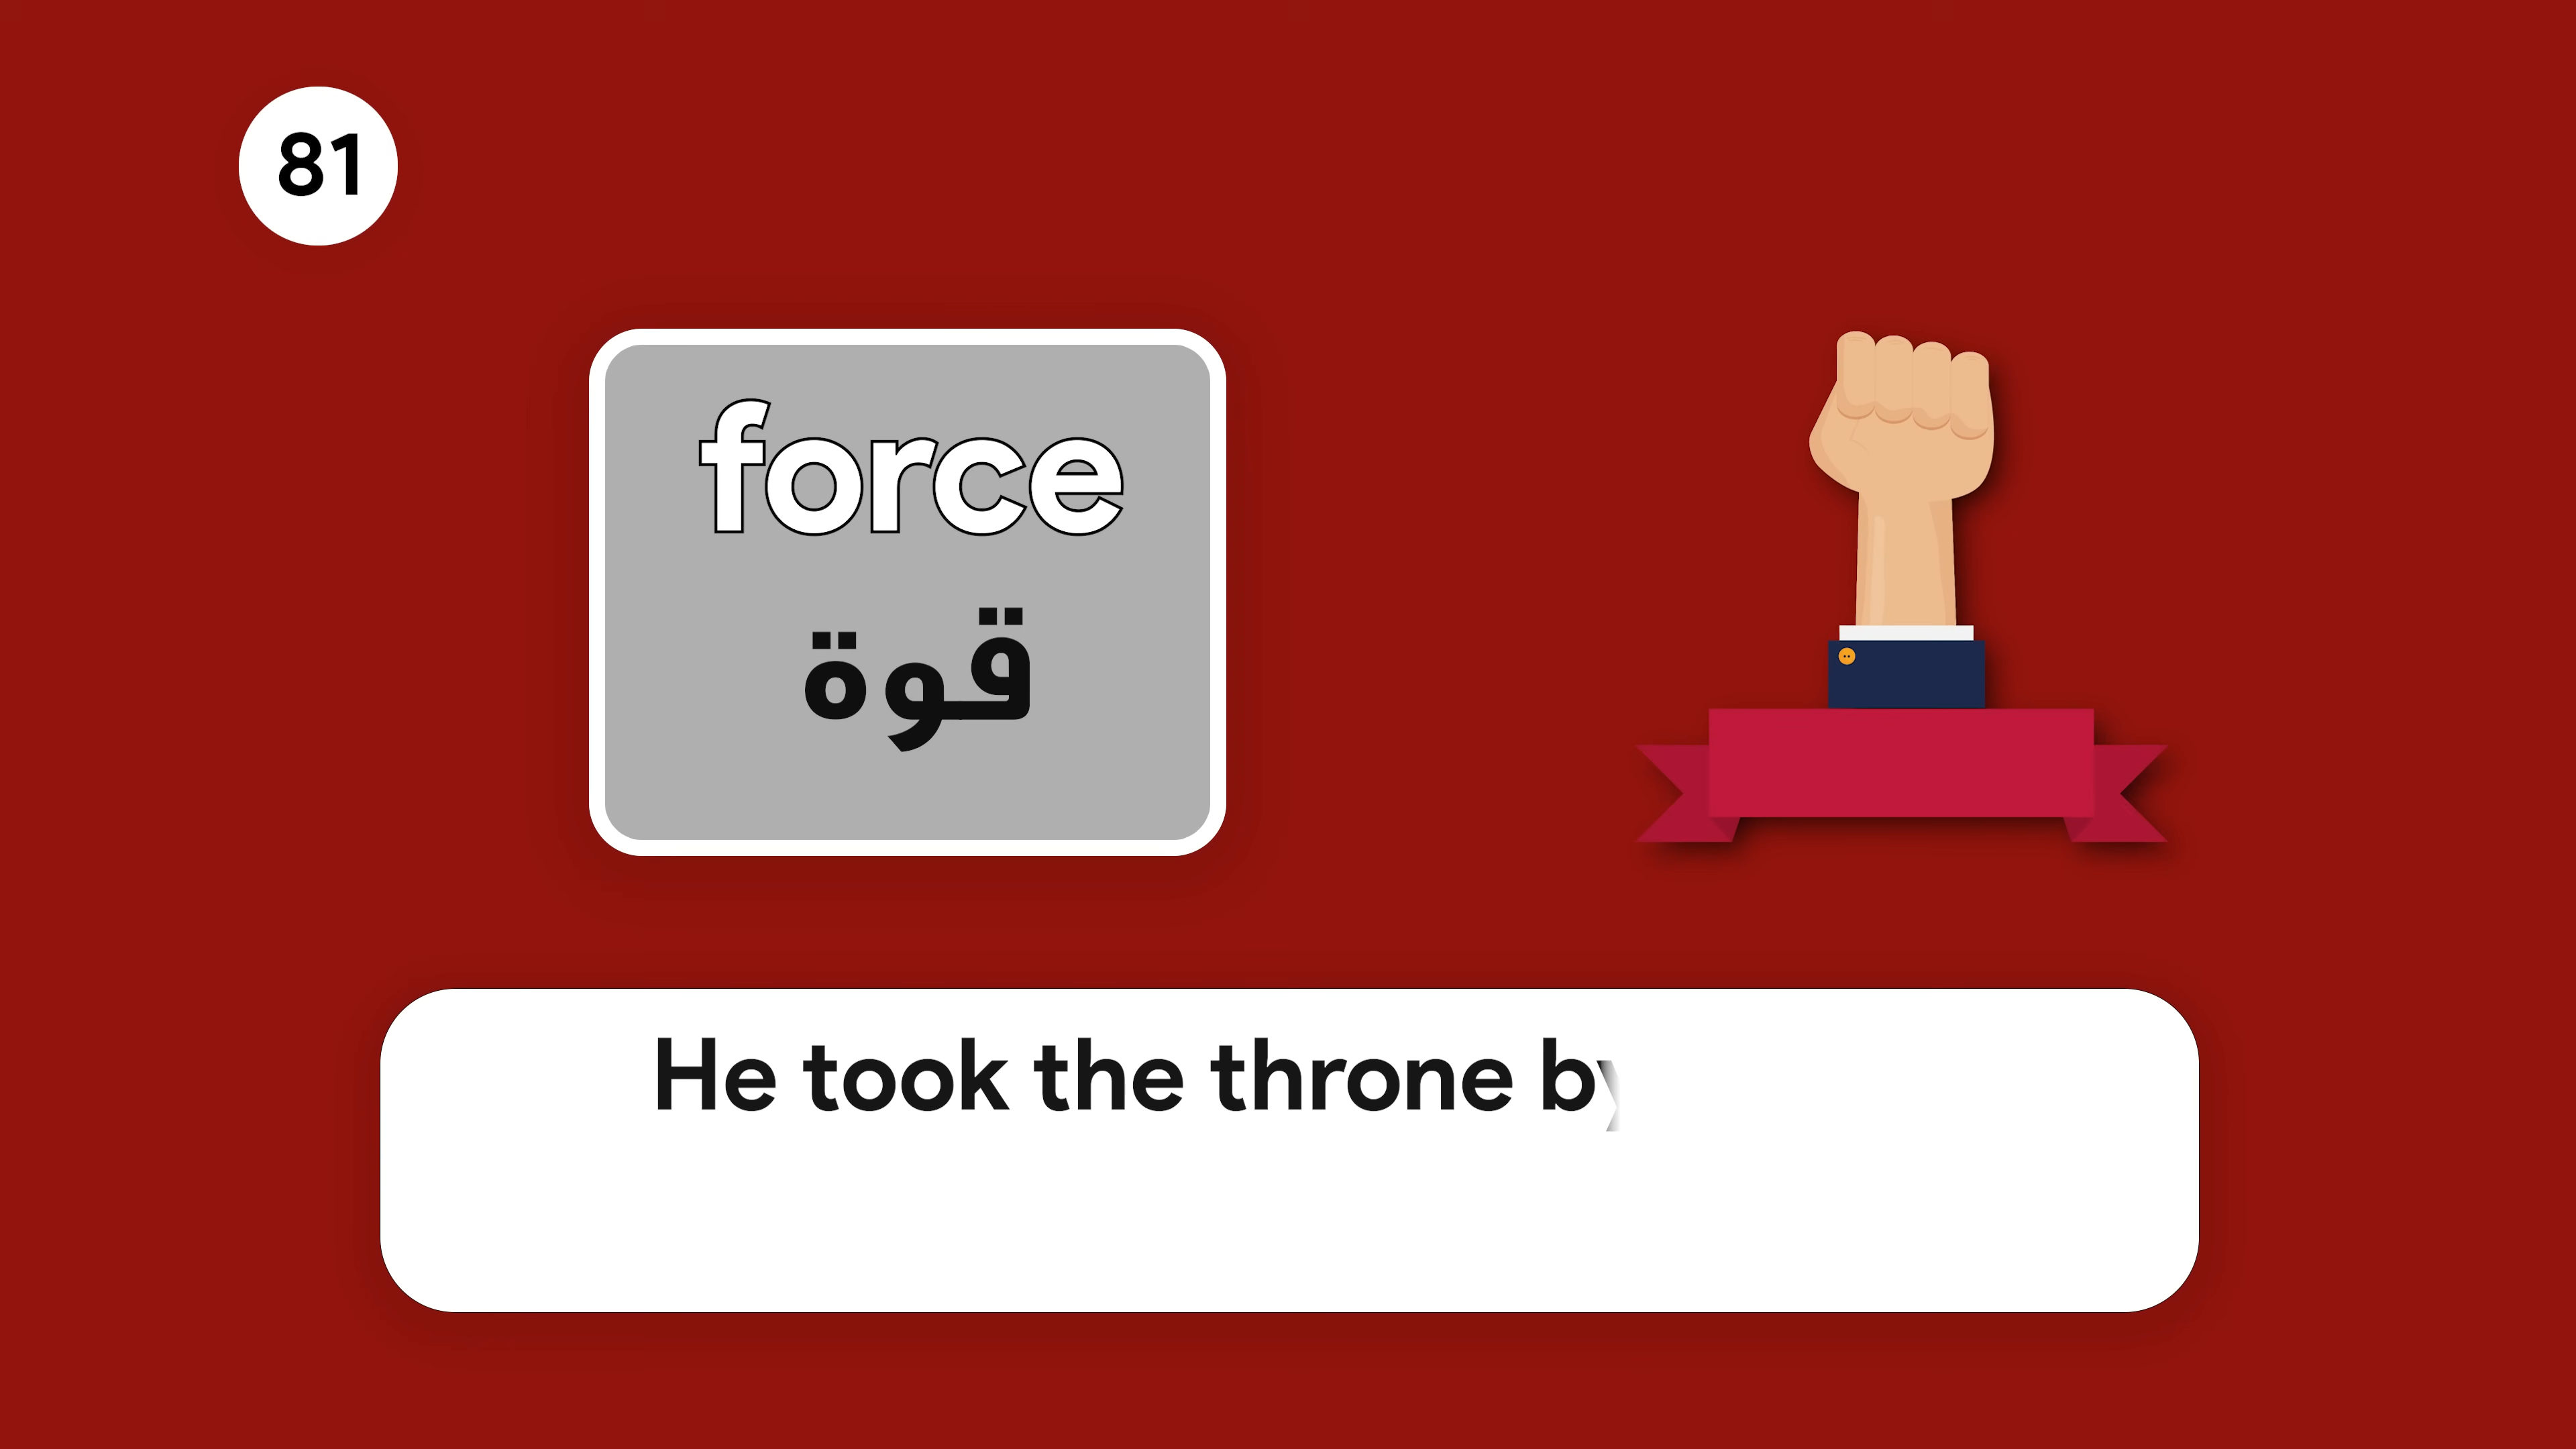 81
force
قوة
He took the throne by